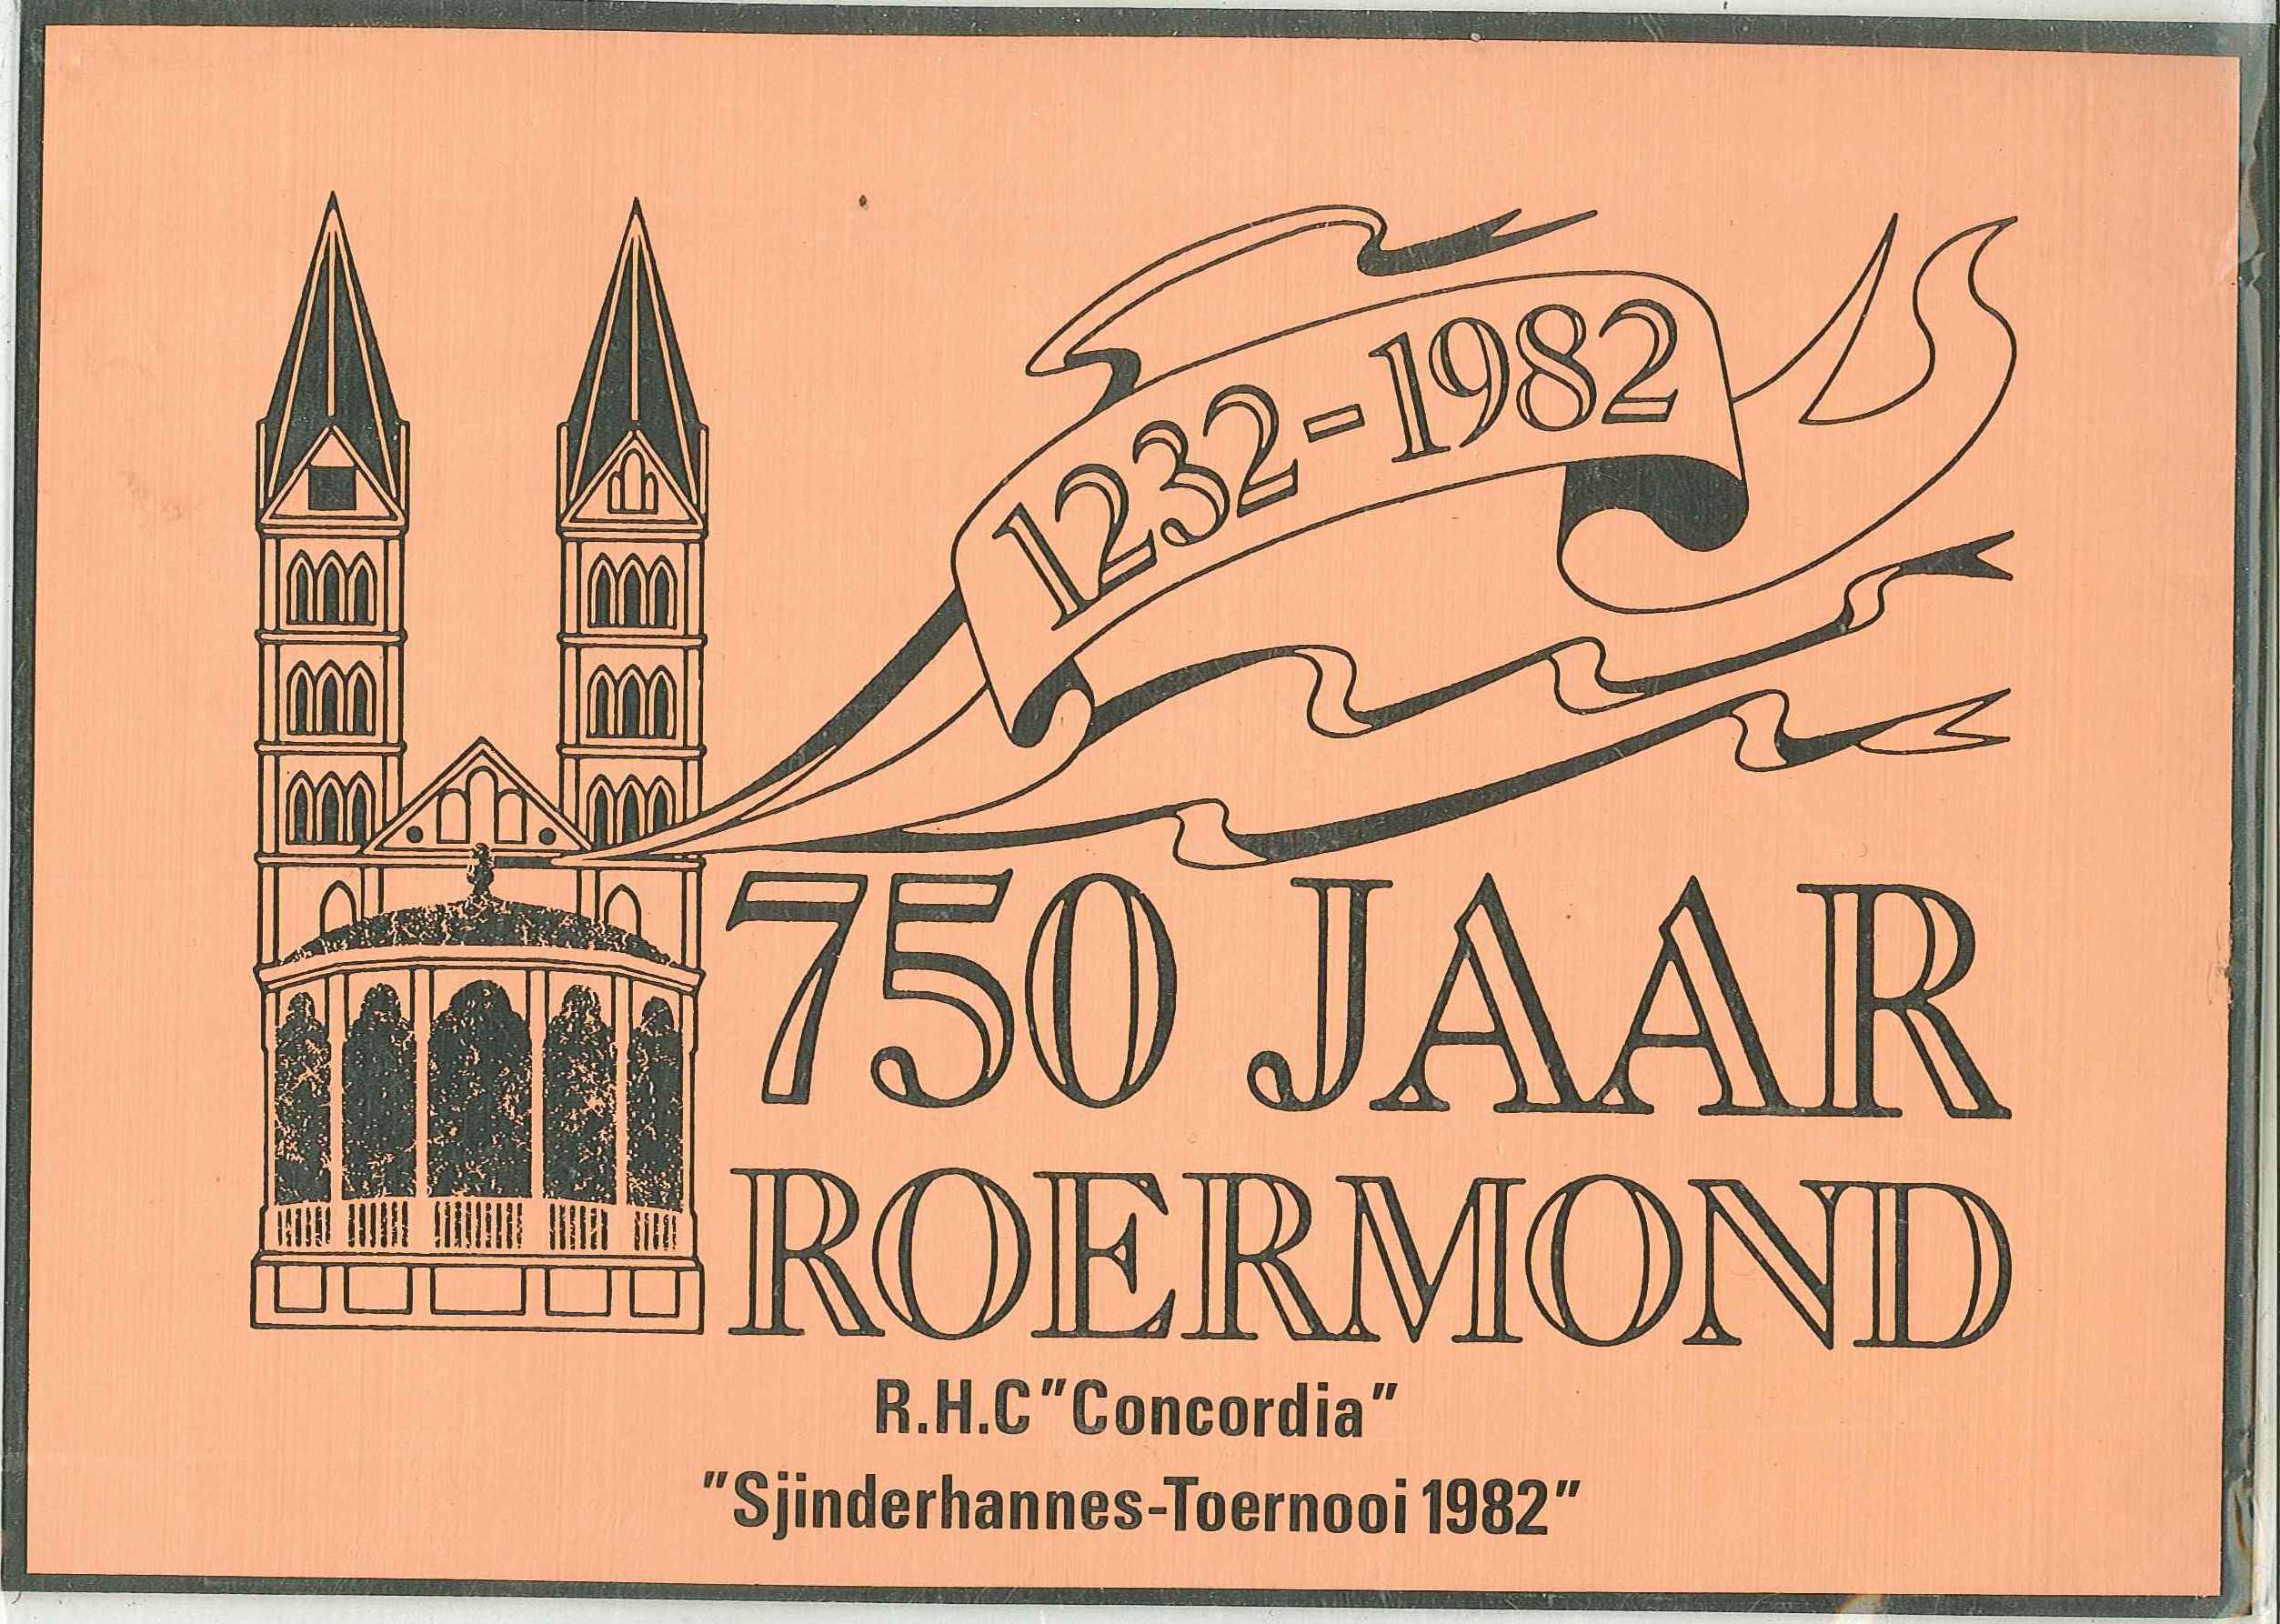 1232-1982
750 JAAR
ROERMOND
R.H.C "Concordia"
"Sjinderhannes-Toernooi 1982"